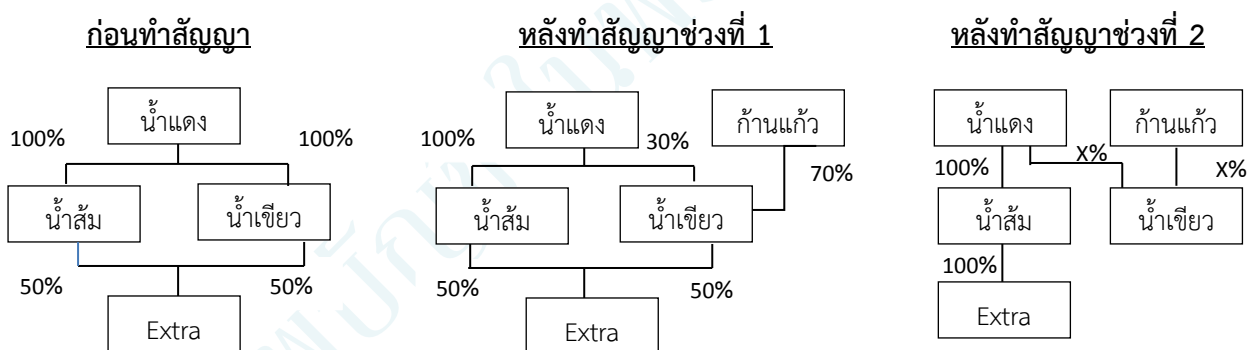 ก่อนทำสัญญา
น้ำแดง
100% 100%
น้ำส้ม น้ำเขียว
50% 50%
Extra
หลังทำสัญญาช่วงที่ 1
น้ำแดง ก้านแก้ว
100% 30% 70%
น้ำส้ม น้ำเขียว
50% 50%
Extra
หลังทำสัญญาช่วงที่ 2
น้ำแดง ก้านแก้ว
100% X% X%
น้ำส้ม น้ำเขียว
100%
Extra